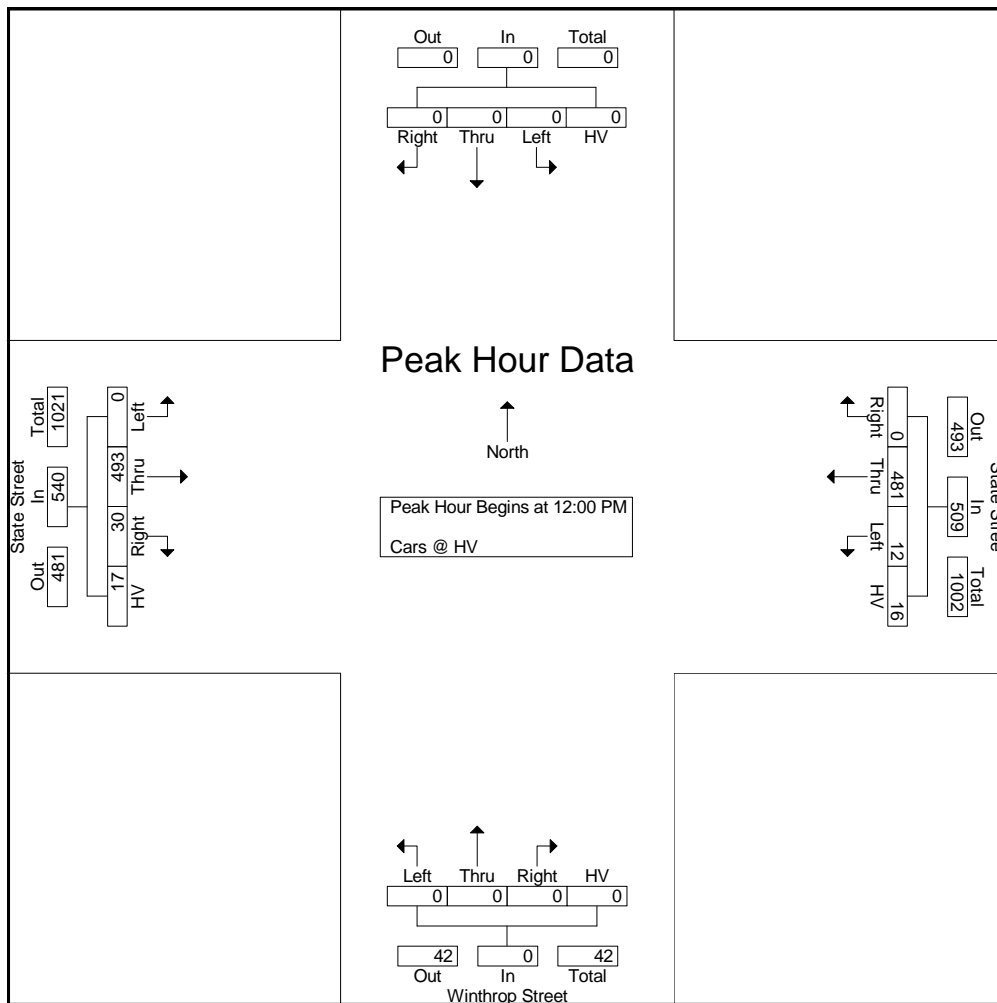 Out In Total
0 0 0
0 0 0 0
Right Thru Left HV
Peak Hour Data
North
Peak Hour Begins at 12:00 PM
Cars @ HV
State Street
Total In Out
1021 540 481
0 493 30 17
Left Thru Right HV
Right Thru Left HV
0 481 12 16
Out In Total
493 509 1002
State Stree
Left Thru Right HV
0 0 0 0
42 0 42
Out In Total
Winthrop Street